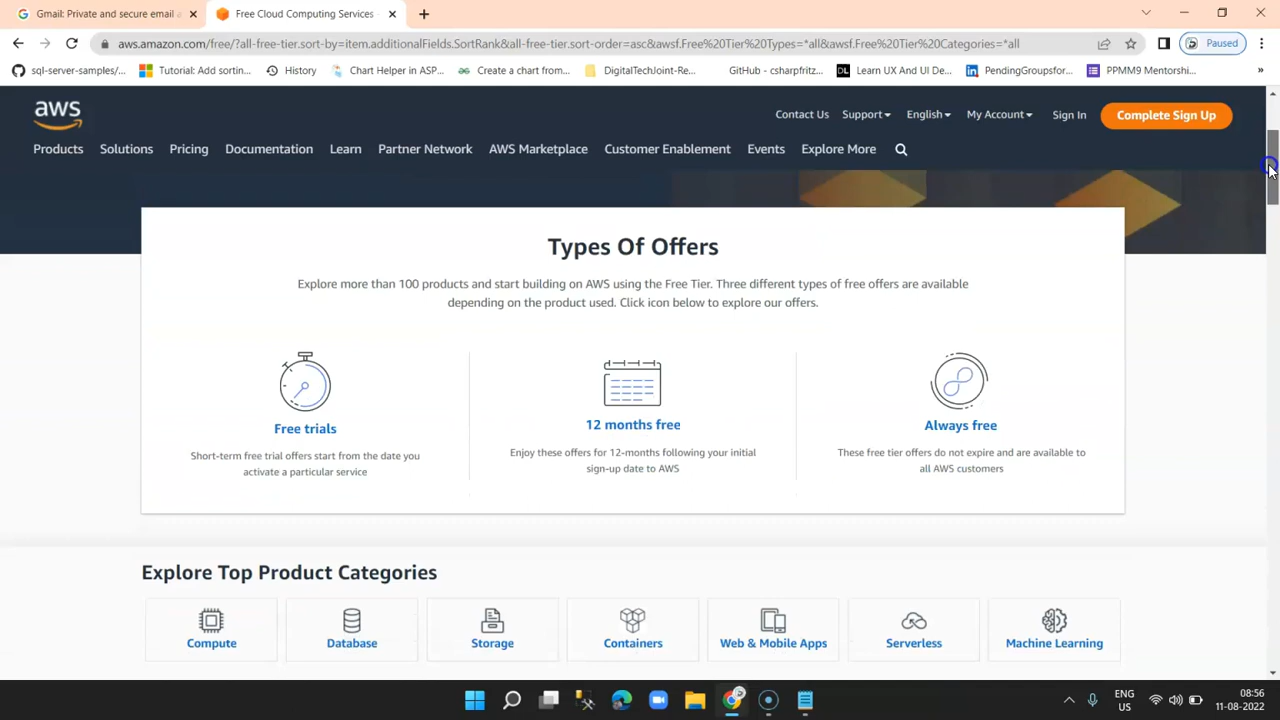 Gmail: Private and secure email a
Free Cloud Computing Services -
aws.amazon.com/free/?all-free-tier.sort-by=item.additionalFields.SortRank&all-free-tier.sort-order=asc&awsf.Free%20Tier%20Types=*all&awsf.Free%20Tier%20Categories=*all
Paused
sql-server-samples/...
Tutorial: Add sortin...
History
Chart Helper in ASP...
Create a chart from...
DigitalTechJoint-Re...
GitHub - csharpfritz...
DL
Learn UX And UI De...
PendingGroupsfor...
PPMM9 Mentorshi...
»
aws
Contact Us
Support
English
My Account
Sign In
Complete Sign Up
Products
Solutions
Pricing
Documentation
Learn
Partner Network
AWS Marketplace
Customer Enablement
Events
Explore More
Types Of Offers
Explore more than 100 products and start building on AWS using the Free Tier. Three different types of free offers are available
depending on the product used. Click icon below to explore our offers.
Free trials
Short-term free trial offers start from the date you
activate a particular service
12 months free
Enjoy these offers for 12-months following your initial
sign-up date to AWS
Always free
These free tier offers do not expire and are available to
all AWS customers
Explore Top Product Categories
Compute
Database
Storage
Containers
Web & Mobile Apps
Serverless
Machine Learning
ENG
US
08:56
11-08-2022